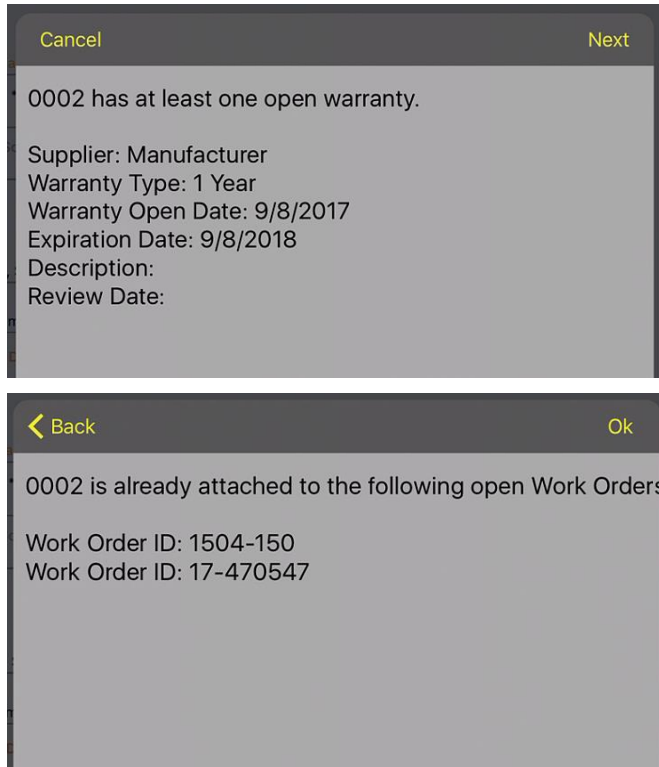 Cancel Next
0002 has at least one open warranty.
Supplier: Manufacturer
Warranty Type: 1 Year
Warranty Open Date: 9/8/2017
Expiration Date: 9/8/2018
Description:
Review Date:
Back Ok
0002 is already attached to the following open Work Orders
Work Order ID: 1504-150
Work Order ID: 17-470547